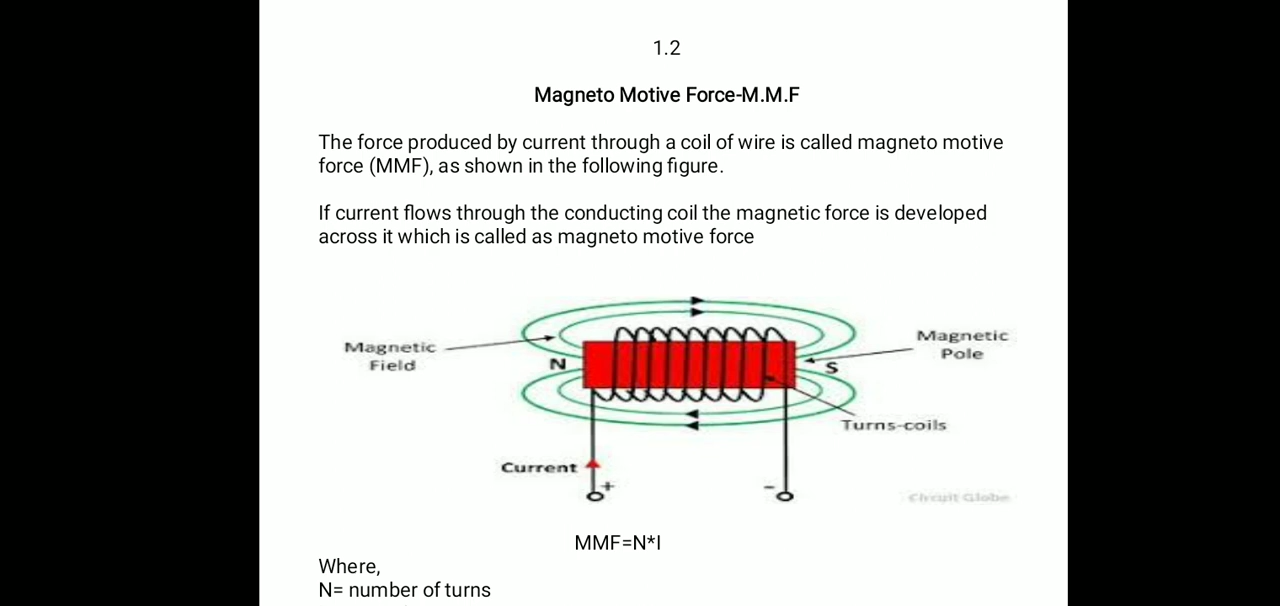 1.2
Magneto Motive Force-M.M.F
The force produced by current through a coil of wire is called magneto motive
force (MMF), as shown in the following figure.
If current flows through the conducting coil the magnetic force is developed
across it which is called as magneto motive force
Magnetic
Field
N
S
Magnetic
Pole
Turns-coils
Current
+
-
Circuit Globe
MMF=N*I
Where,
N= number of turns